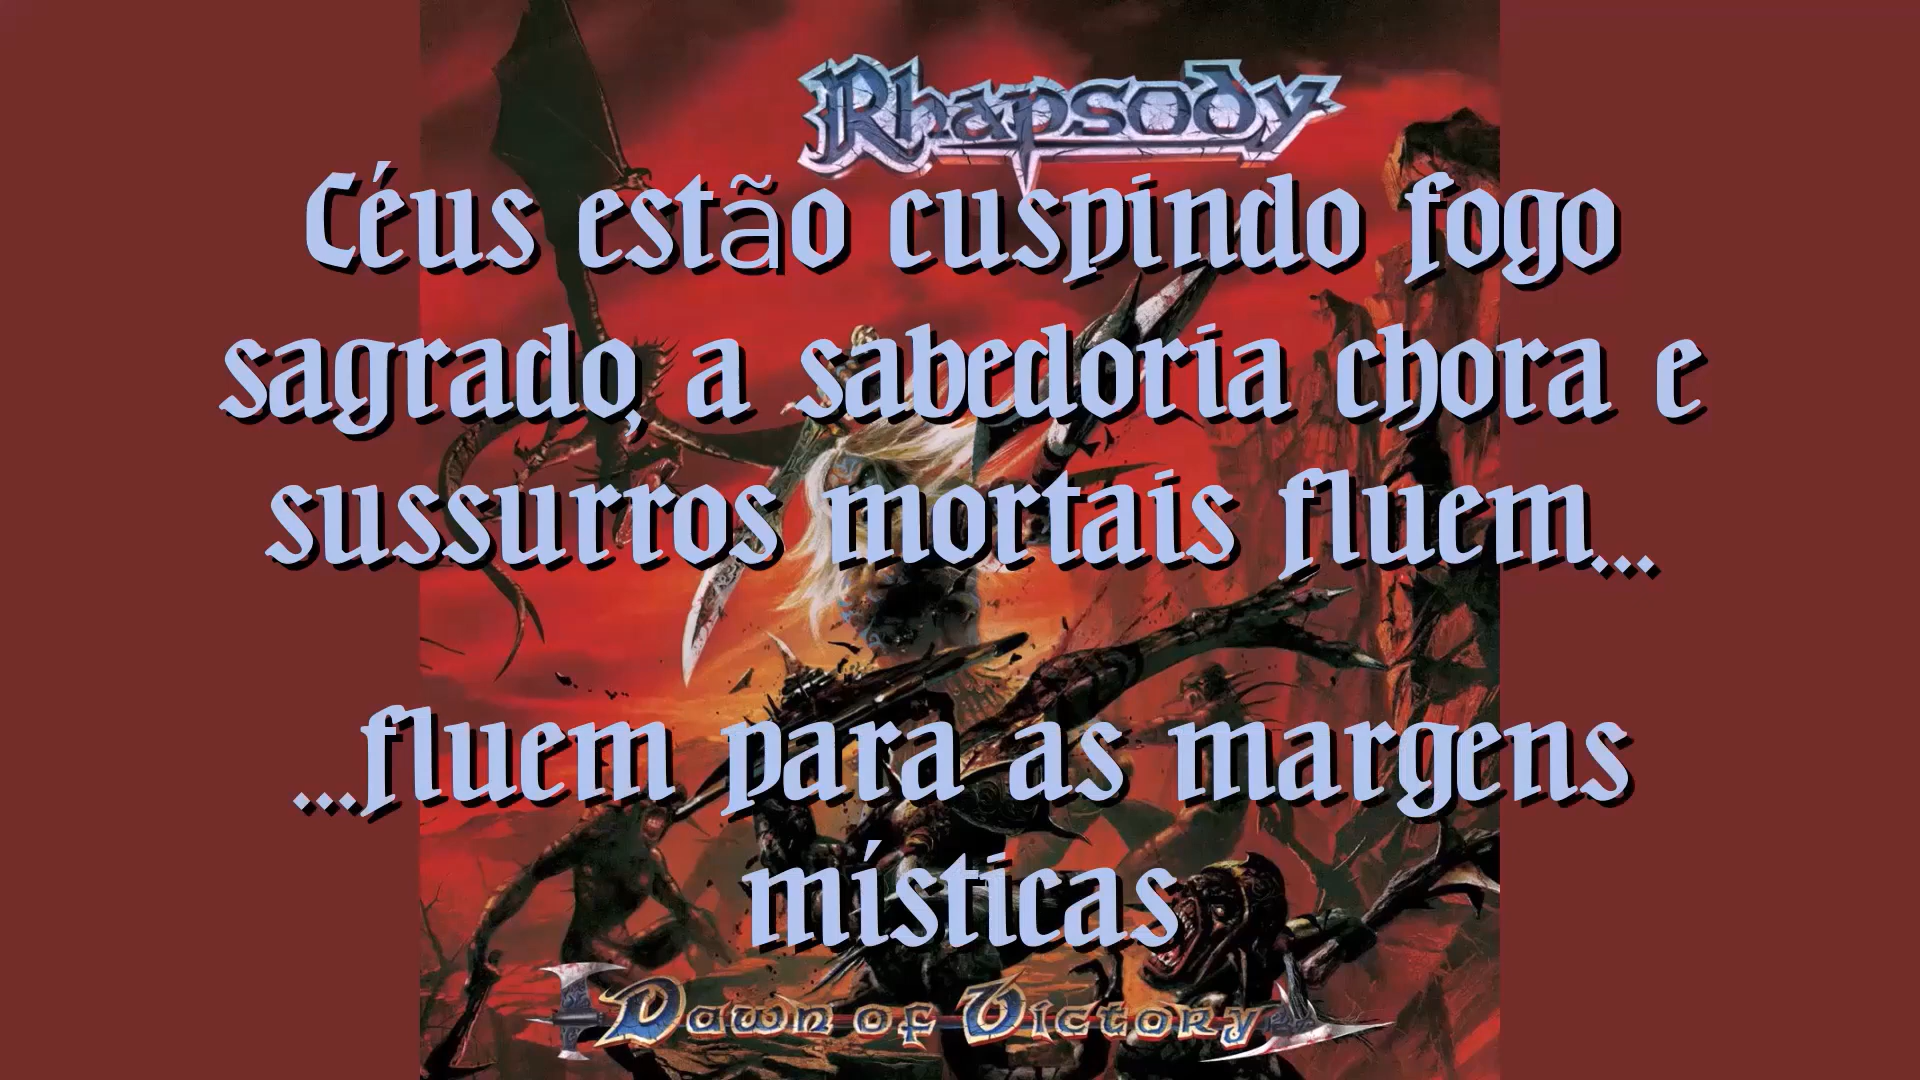 Rhapsody
Céus estão cuspindo fogo
sagrado, a sabedoria chora e
sussurros mortais fluem...
...fluem para as margens
místicas
Dawn of Victory